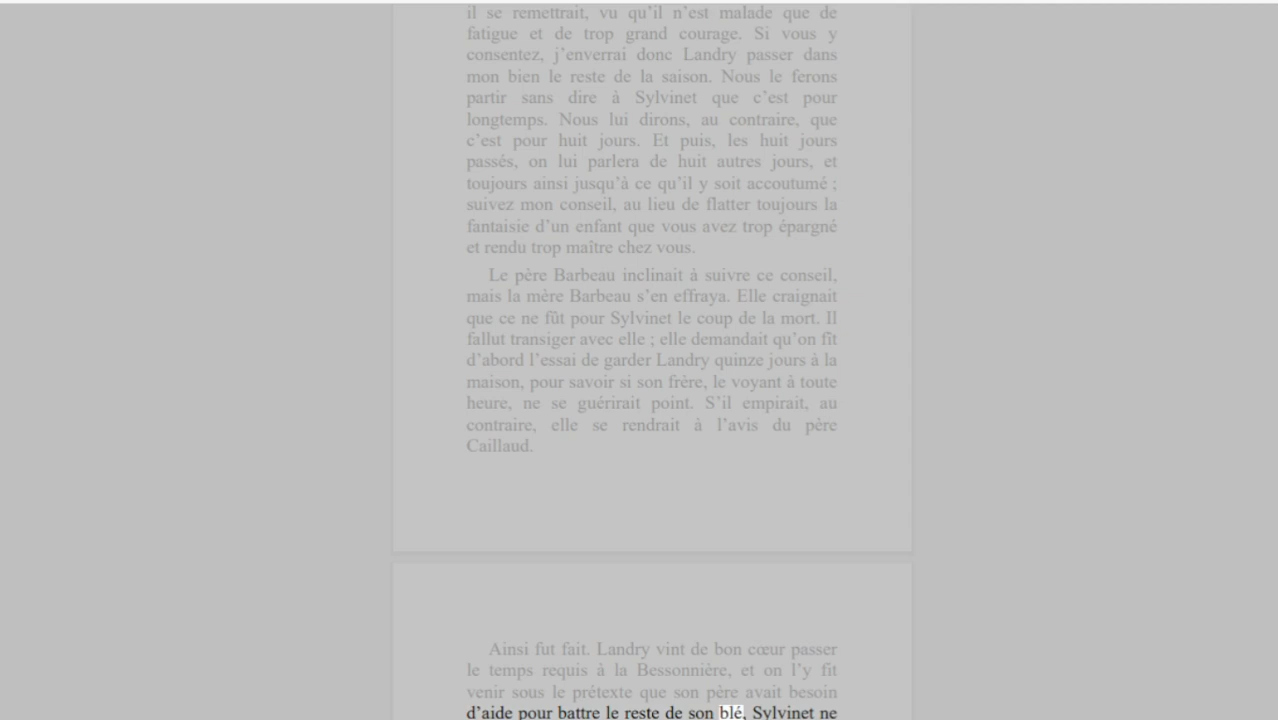 il se remettrait, vu qu’il n’est malade que de
fatigue et de trop grand courage. Si vous y
consentez, j’enverrai donc Landry passer dans
mon bien le reste de la saison. Nous le ferons
partir sans dire à Sylvinet que c’est pour
longtemps. Nous lui dirons, au contraire, que
c’est pour huit jours. Et puis, les huit jours
passés, on lui parlera de huit autres jours, et
toujours ainsi jusqu’à ce qu’il y soit accoutumé ;
suivez mon conseil, au lieu de flatter toujours la
fantaisie d’un enfant que vous avez trop épargné
et rendu trop maître chez vous.
Le père Barbeau inclinait à suivre ce conseil,
mais la mère Barbeau s’en effraya. Elle craignait
que ce ne fût pour Sylvinet le coup de la mort. Il
fallut transiger avec elle ; elle demandait qu’on fît
d’abord l’essai de garder Landry quinze jours à la
maison, pour savoir si son frère, le voyant à toute
heure, ne se guérirait point. S’il empirait, au
contraire, elle se rendrait à l’avis du père
Caillaud.
Ainsi fut fait. Landry vint de bon cœur passer
le temps requis à la Bessonnière, et on l’y fit
venir sous le prétexte que son père avait besoin
d’aide pour battre le reste de son blé, Sylvinet ne